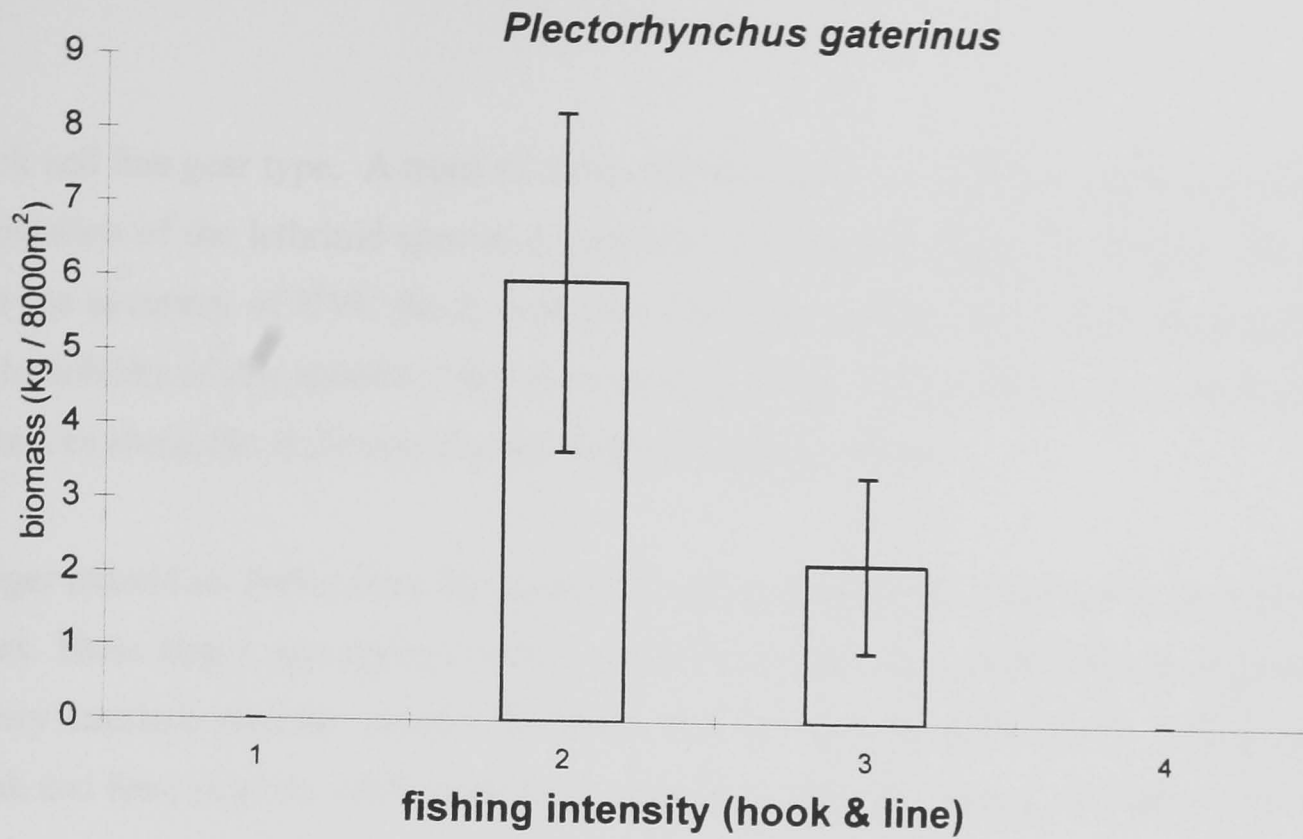 Plectorhynchus gaterinus
9
8
7
6
5
4
3
2
1
0
biomass (kg / 8000m²)
1 2 3 4
fishing intensity (hook & line)